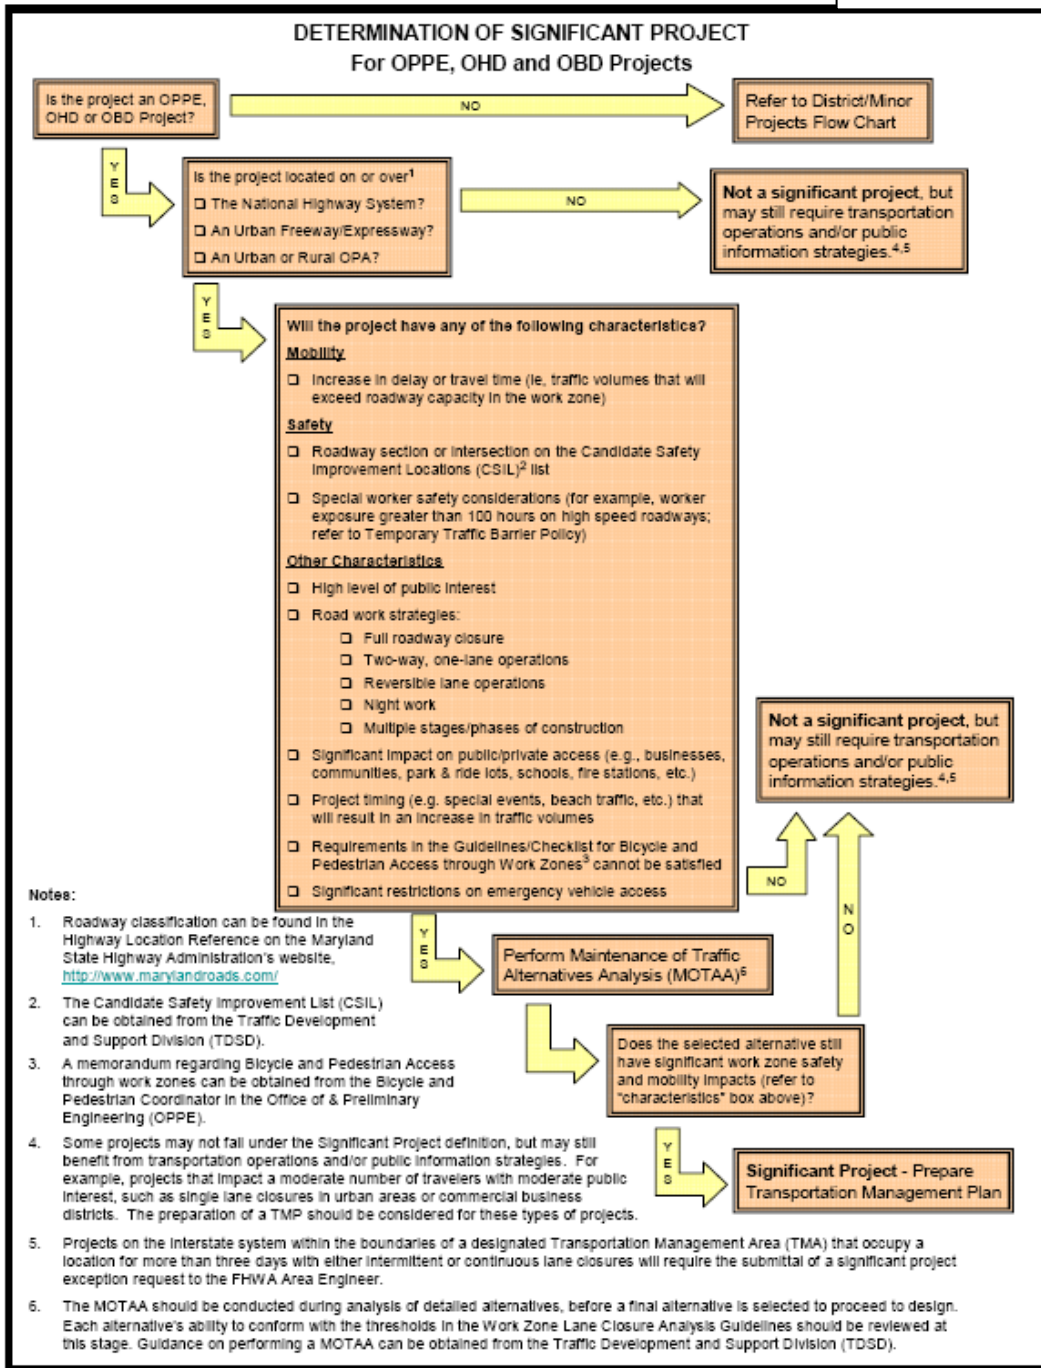 DETERMINATION OF SIGNIFICANT PROJECT
For OPPE, OHD and OBD Projects
Is the project an OPPE,
OHD or OBD Project?
NO
Refer to District/Minor
Projects Flow Chart
YES
Is the project located on or over1
☐ The National Highway System?
☐ An Urban Freeway/Expressway?
☐ An Urban or Rural OPA?
NO
Not a significant project, but
may still require transportation
operations and/or public
information strategies.4,5
YES
Will the project have any of the following characteristics?
Mobility
☐ Increase in delay or travel time (ie, traffic volumes that will
exceed roadway capacity in the work zone)
Safety
☐ Roadway section or intersection on the Candidate Safety
Improvement Locations (CSIL)2 list
☐ Special worker safety considerations (for example, worker
exposure greater than 100 hours on high speed roadways;
refer to Temporary Traffic Barrier Policy)
Other Characteristics
☐ High level of public interest
☐ Road work strategies:
☐ Full roadway closure
☐ Two-way, one-lane operations
☐ Reversible lane operations
☐ Night work
☐ Multiple stages/phases of construction
☐ Significant impact on public/private access (e.g., businesses,
communities, park & ride lots, schools, fire stations, etc.)
☐ Project timing (e.g. special events, beach traffic, etc.) that
will result in an increase in traffic volumes
☐ Requirements in the Guidelines/Checklist for Bicycle and
Pedestrian Access through Work Zones3 cannot be satisfied
☐ Significant restrictions on emergency vehicle access
NO
Not a significant project, but
may still require transportation
operations and/or public
information strategies.4,5
YES
Perform Maintenance of Traffic
Alternatives Analysis (MOTAA)6
Does the selected alternative still
have significant work zone safety
and mobility impacts (refer to
"characteristics" box above)?
NO
YES
Significant Project - Prepare
Transportation Management Plan
Notes:
1. Roadway classification can be found in the
Highway Location Reference on the Maryland
State Highway Administration's website,
http://www.marylandroads.com/
2. The Candidate Safety Improvement List (CSIL)
can be obtained from the Traffic Development
and Support Division (TDSD).
3. A memorandum regarding Bicycle and Pedestrian Access
through work zones can be obtained from the Bicycle and
Pedestrian Coordinator in the Office of & Preliminary
Engineering (OPPE).
4. Some projects may not fall under the Significant Project definition, but may still
benefit from transportation operations and/or public information strategies. For
example, projects that impact a moderate number of travelers with moderate public
interest, such as single lane closures in urban areas or commercial business
districts. The preparation of a TMP should be considered for these types of projects.
5. Projects on the Interstate system within the boundaries of a designated Transportation Management Area (TMA) that occupy a
location for more than three days with either intermittent or continuous lane closures will require the submittal of a significant project
exception request to the FHWA Area Engineer.
6. The MOTAA should be conducted during analysis of detailed alternatives, before a final alternative is selected to proceed to design.
Each alternative's ability to conform with the thresholds in the Work Zone Lane Closure Analysis Guidelines should be reviewed at
this stage. Guidance on performing a MOTAA can be obtained from the Traffic Development and Support Division (TDSD).